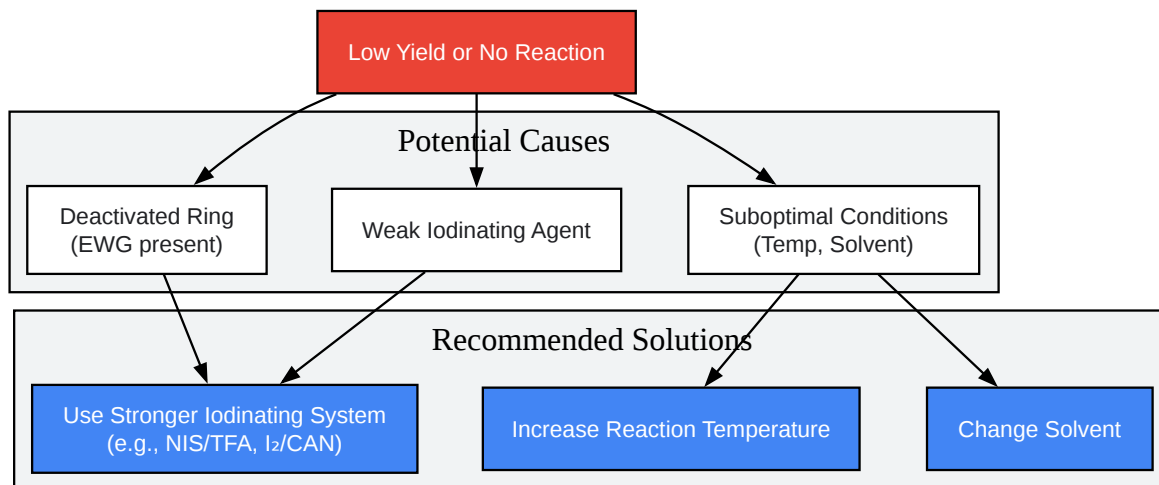 Low Yield or No Reaction
Potential Causes
Deactivated Ring
(EWG present)
Weak Iodinating Agent
Suboptimal Conditions
(Temp, Solvent)
Recommended Solutions
Use Stronger Iodinating System
(e.g., NIS/TFA, I₂/CAN)
Increase Reaction Temperature
Change Solvent